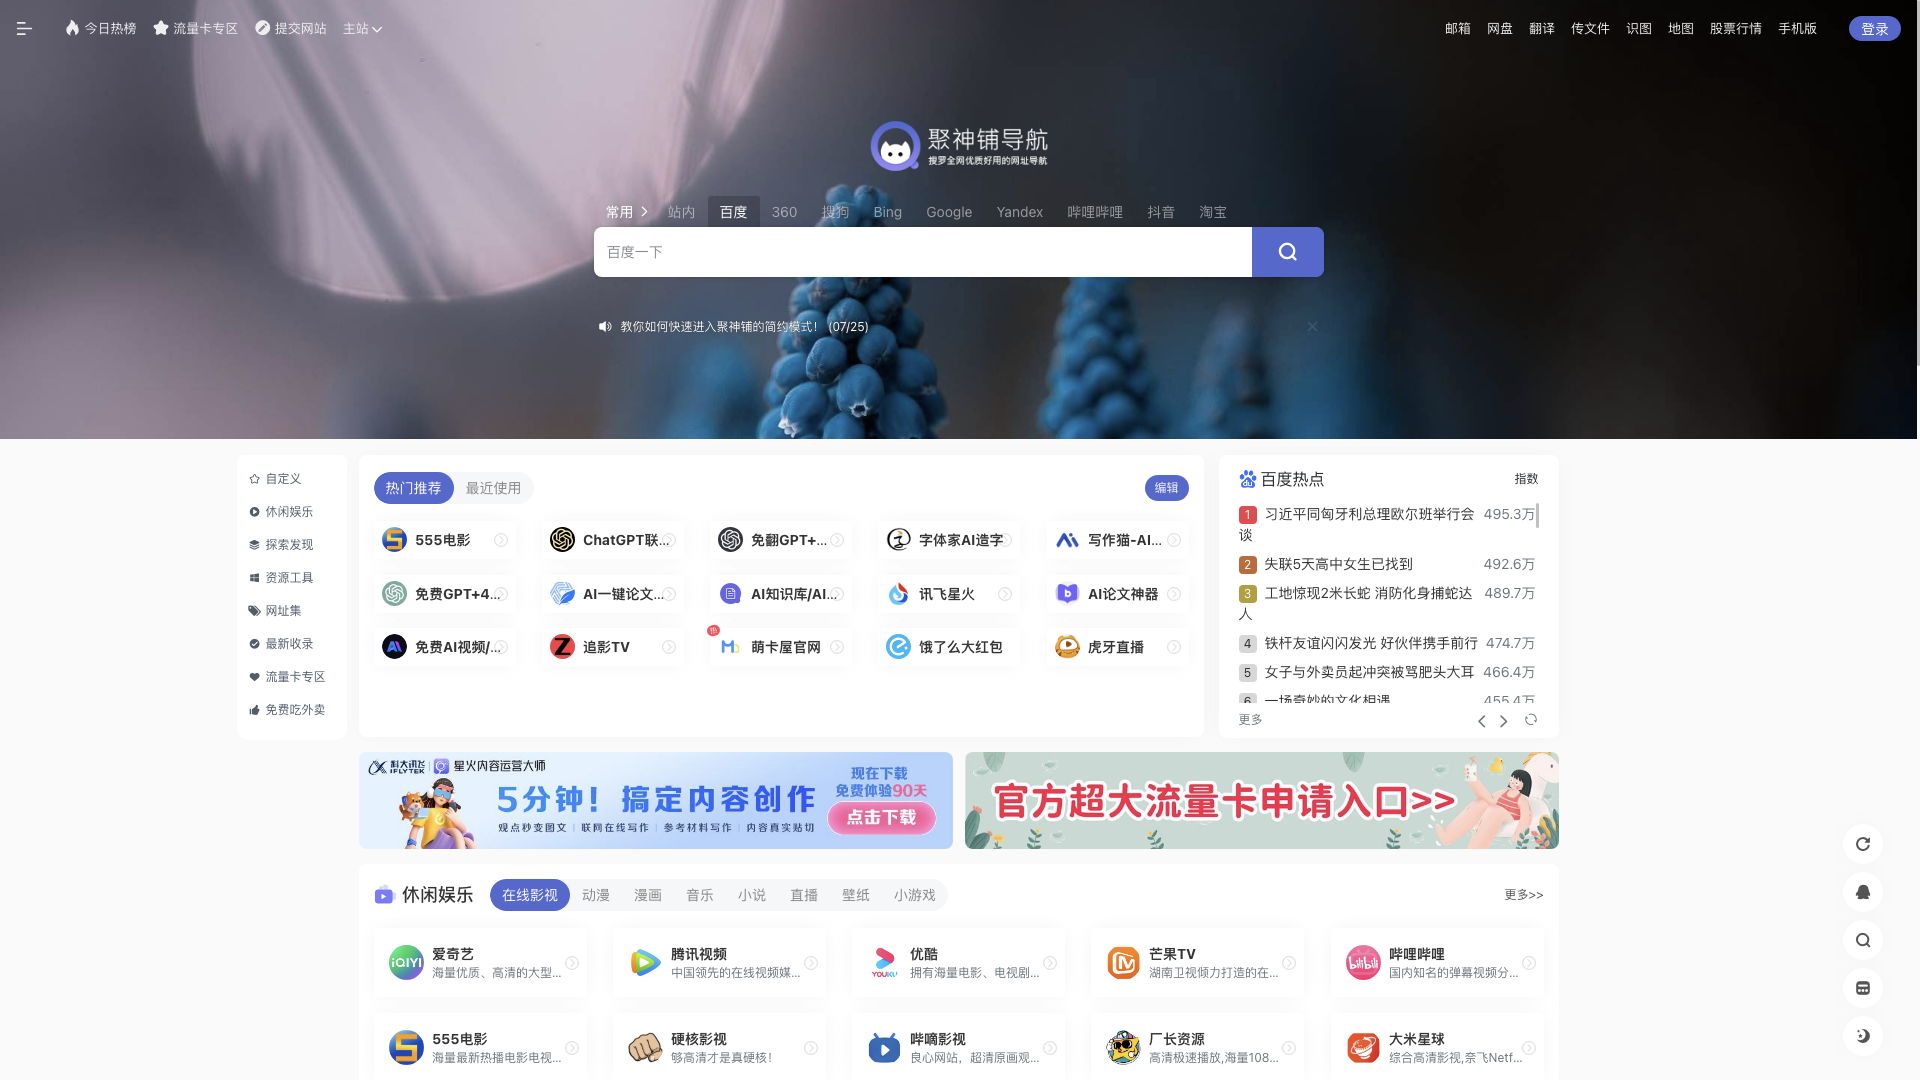 今日热榜
流量卡专区
提交网站
主站
邮箱
网盘
翻译
传文件
识图
地图
股票行情
手机版
登录
聚神铺导航
搜罗全网优质好用的网址导航
常用
站内
百度
360
搜狗
Bing
Google
Yandex
哔哩哔哩
抖音
淘宝
百度一下
教你如何快速进入聚神铺的简约模式！ (07/25)
自定义
休闲娱乐
探索发现
资源工具
网址集
最新收录
流量卡专区
免费吃外卖
热门推荐
最近使用
编辑
555电影
ChatGPT联...
免翻GPT+...
字体家AI造字
写作猫-AI...
免费GPT+4...
AI一键论文...
AI知识库/AI...
讯飞星火
AI论文神器
免费AI视频/...
追影TV
热
萌卡屋官网
饿了么大红包
虎牙直播
百度热点
指数
1 习近平同匈牙利总理欧尔班举行会谈 495.3万
2 失联5天高中女生已找到 492.6万
3 工地惊现2米长蛇 消防化身捕蛇达人 489.7万
4 铁杆友谊闪闪发光 好伙伴携手前行 474.7万
5 女子与外卖员起冲突被骂肥头大耳 466.4万
6 一场奇妙的文化相遇 455.4万
更多
科大讯飞 iFLYTEK
星火内容运营大师
5分钟！搞定内容创作
观点秒变图文 | 联网在线写作 | 参考材料写作 | 内容真实贴切
现在下载
免费体验90天
点击下载
官方超大流量卡申请入口>>
休闲娱乐
在线影视
动漫
漫画
音乐
小说
直播
壁纸
小游戏
更多>>
iQIYI
爱奇艺
海量优质、高清的大型...
腾讯视频
中国领先的在线视频媒...
YOUKU
优酷
拥有海量电影、电视剧...
芒果TV
湖南卫视倾力打造的在...
bilibili
哔哩哔哩
国内知名的弹幕视频分...
555电影
海量最新热播电影电视...
硬核影视
够高清才是真硬核！
哔嘀影视
良心网站，超清原画观...
厂长资源
高清极速播放,海量108...
大米星球
综合高清影视,奈飞Netf...